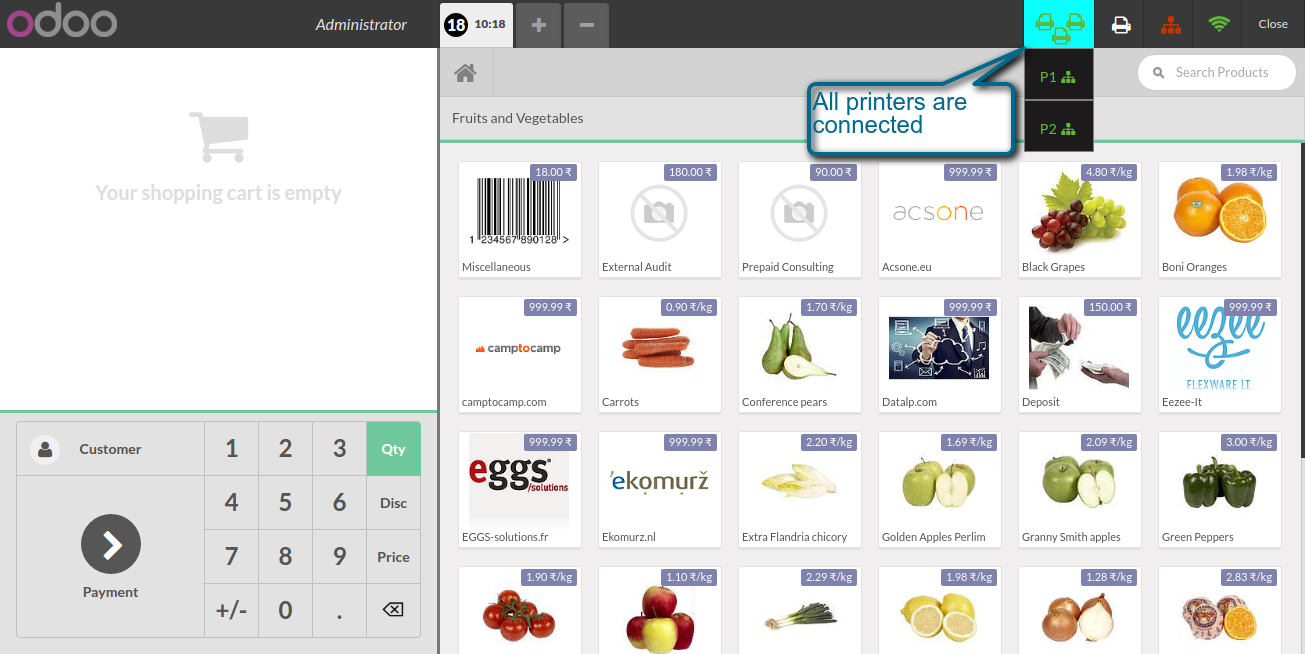 odoo
Administrator
18 10:18
Close
P1
P2
All printers are
connected
Search Products
Fruits and Vegetables
Your shopping cart is empty
18.00 ₹
1 234567 890128 >
Miscellaneous
180.00 ₹
External Audit
90.00 ₹
Prepaid Consulting
999.99 ₹
acsone
Acsone.eu
4.80 ₹/kg
Black Grapes
1.98 ₹/kg
Boni Oranges
999.99 ₹
camptocamp
camptocamp.com
0.90 ₹/kg
Carrots
1.70 ₹/kg
Conference pears
999.99 ₹
Datalp.com
150.00 ₹
Deposit
999.99 ₹
eezee
FLEXWARE I.T.
Eezee-It
999.99 ₹
eggs
/solutions
EGGS-solutions.fr
999.99 ₹
'ekomurž
Ekomurz.nl
2.20 ₹/kg
Extra Flandria chicory
1.69 ₹/kg
Golden Apples Perlim
2.09 ₹/kg
Granny Smith apples
3.00 ₹/kg
Green Peppers
1.90 ₹/kg
1.10 ₹/kg
2.29 ₹/kg
1.98 ₹/kg
1.28 ₹/kg
2.83 ₹/kg
Customer
1 2 3 Qty
4 5 6 Disc
7 8 9 Price
Payment
+/- 0 .